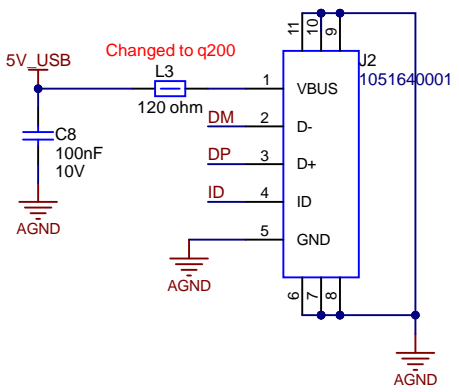 11
10
9
Changed to q200
5V_USB
L3
J2
1051640001
1
VBUS
120 ohm
DM
2
D-
C8
100nF
10V
DP
3
D+
ID
4
ID
5
GND
AGND
AGND
6
7
8
AGND